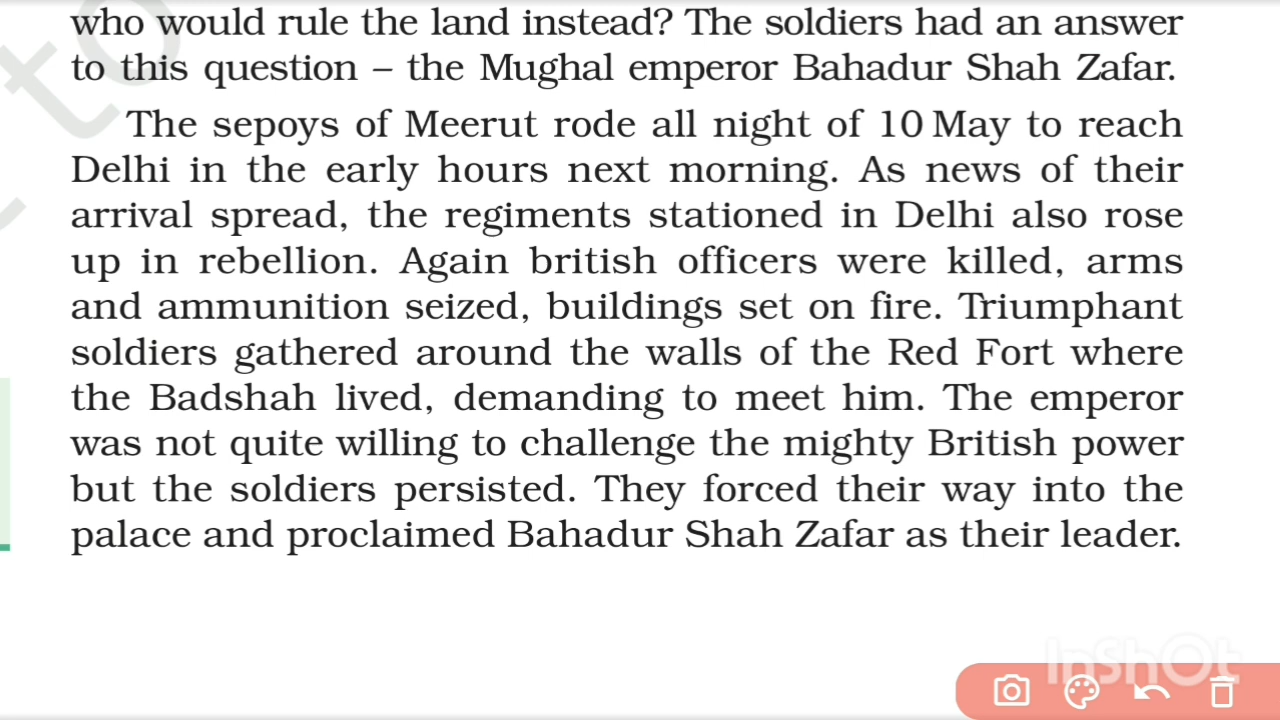 who would rule the land instead? The soldiers had an answer
to this question – the Mughal emperor Bahadur Shah Zafar.
The sepoys of Meerut rode all night of 10 May to reach
Delhi in the early hours next morning. As news of their
arrival spread, the regiments stationed in Delhi also rose
up in rebellion. Again british officers were killed, arms
and ammunition seized, buildings set on fire. Triumphant
soldiers gathered around the walls of the Red Fort where
the Badshah lived, demanding to meet him. The emperor
was not quite willing to challenge the mighty British power
but the soldiers persisted. They forced their way into the
palace and proclaimed Bahadur Shah Zafar as their leader.
InShOt